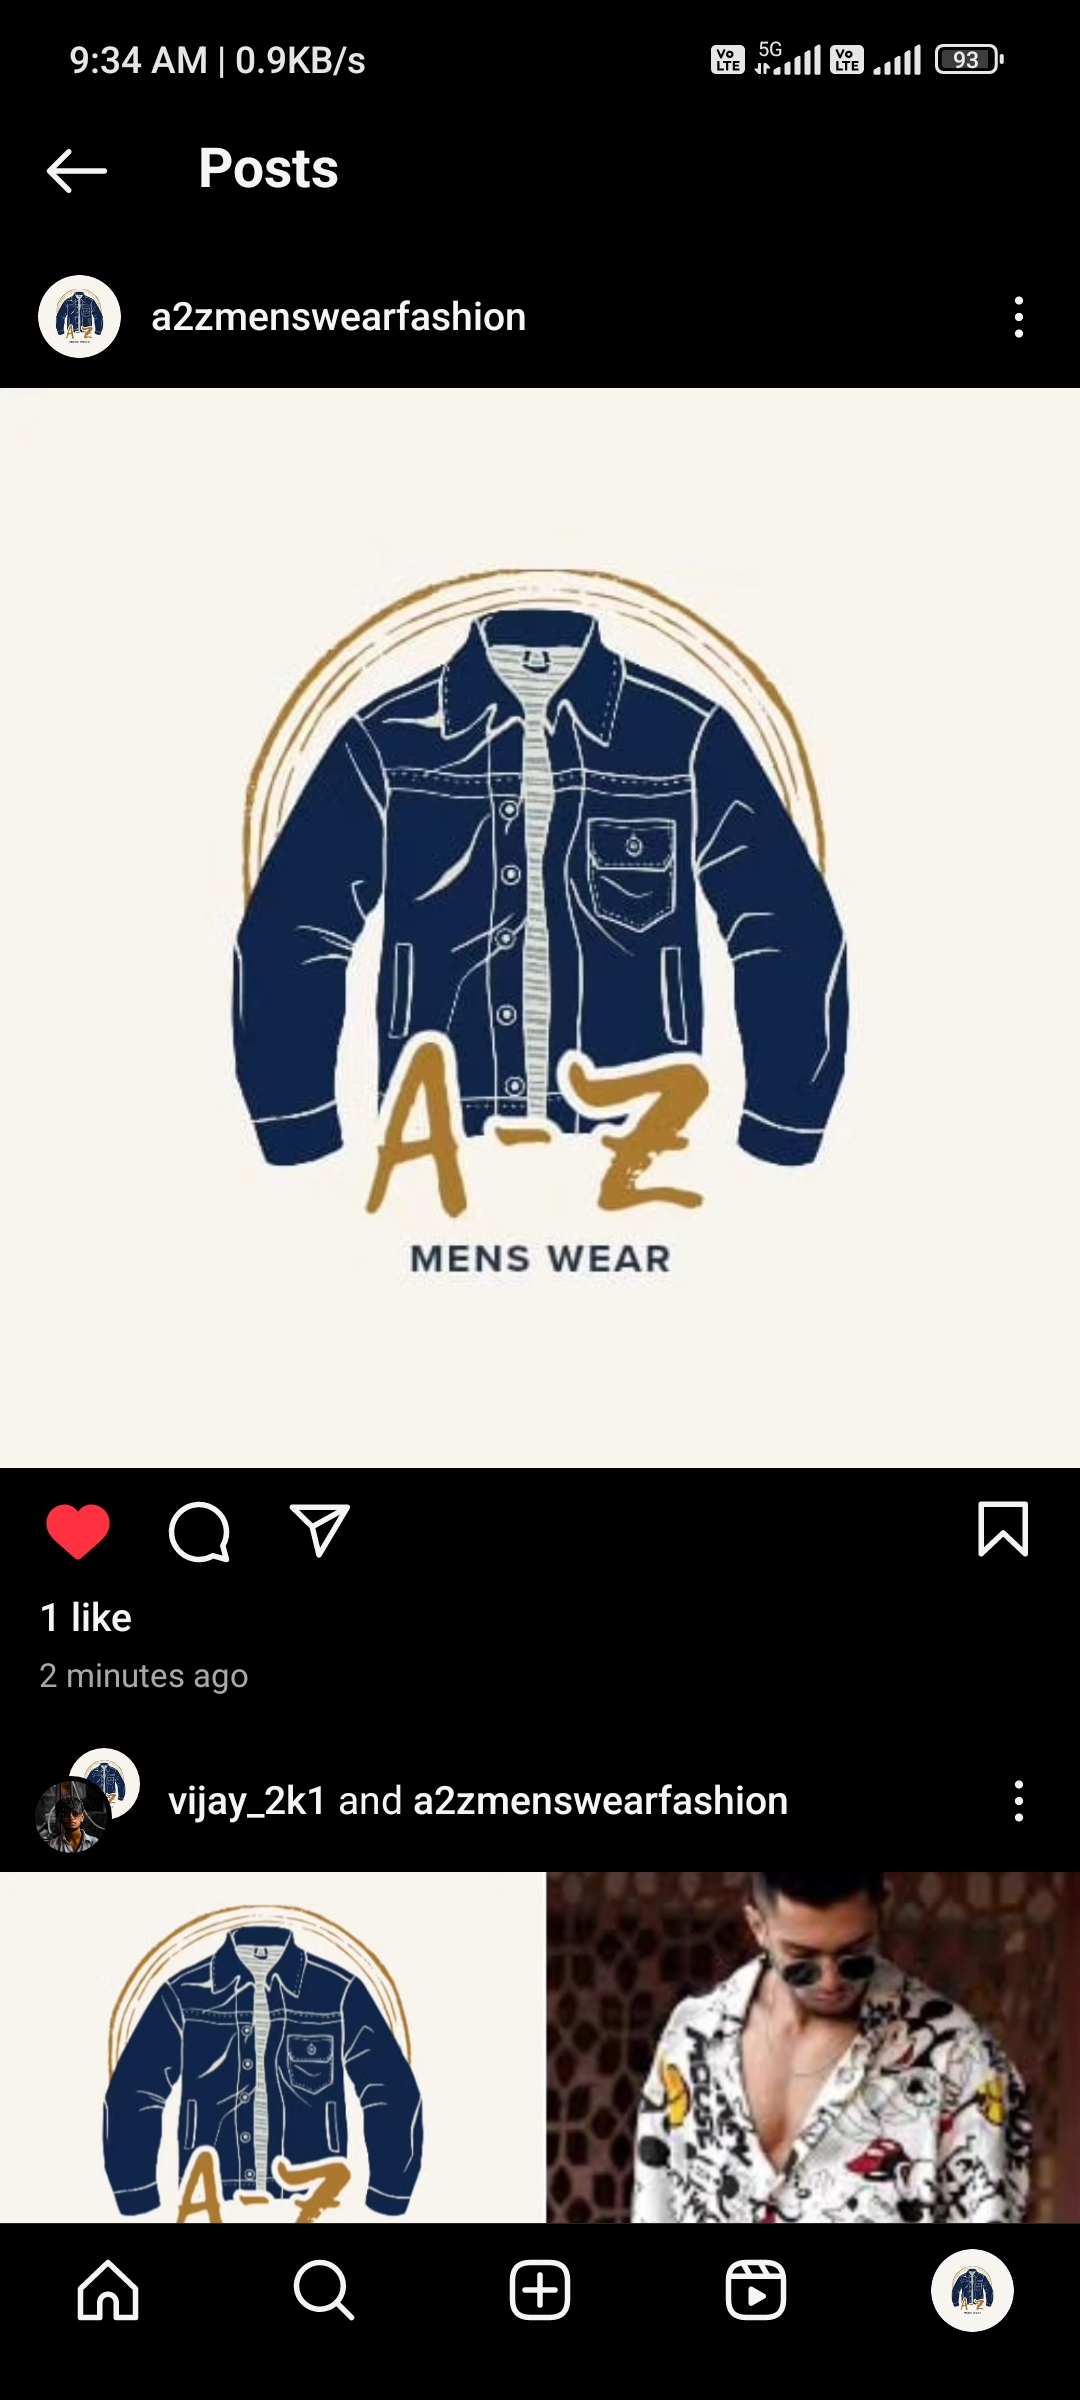 9:34 AM | 0.9KB/s
Vo LTE 5G Vo LTE 93
Posts
a2zmenswearfashion
A-Z
MENS WEAR
1 like
2 minutes ago
vijay_2k1 and a2zmenswearfashion
A-Z